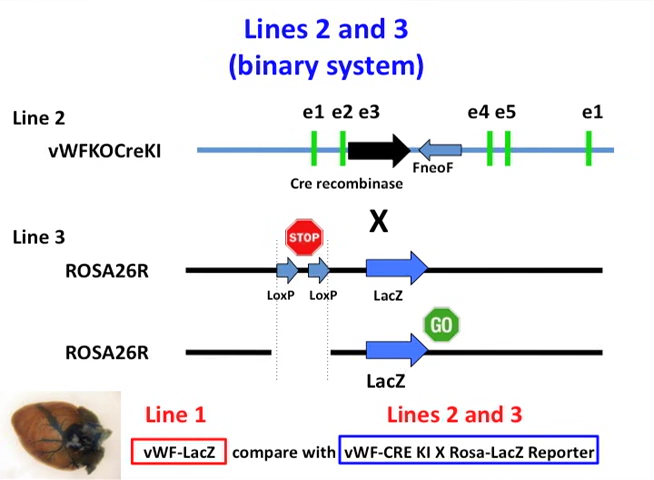 Lines 2 and 3
(binary system)
Line 2
e1 e2 e3 e4 e5 e1
vWFKOCreKI
FneoF
Cre recombinase
X
Line 3
STOP
ROSA26R
LoxP LoxP LacZ
GO
ROSA26R
LacZ
Line 1 Lines 2 and 3
vWF-LacZ compare with vWF-CRE KI X Rosa-LacZ Reporter